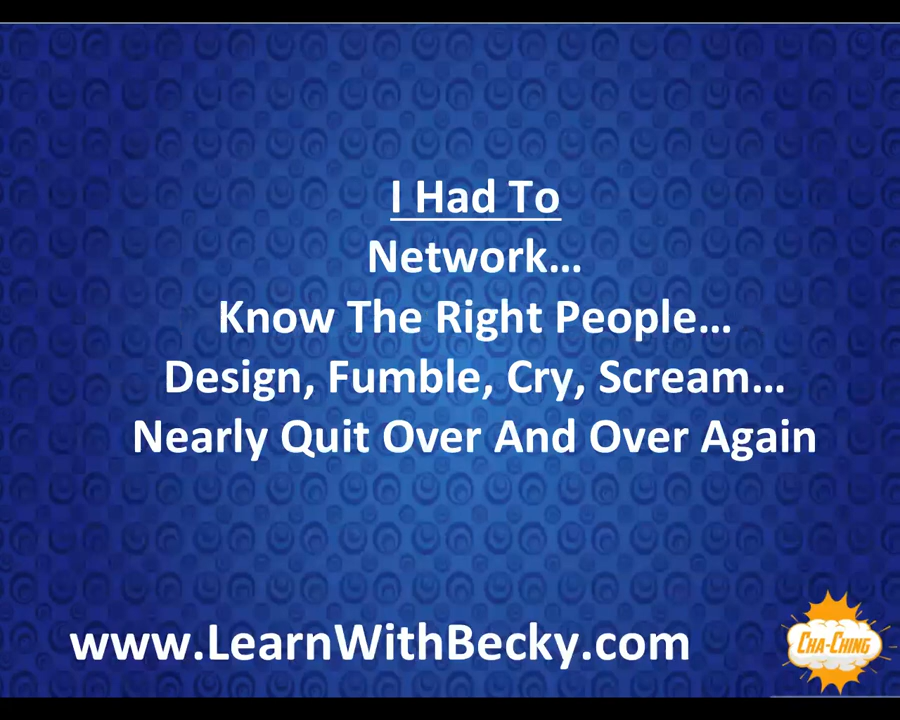 I Had To
Network...
Know The Right People...
Design, Fumble, Cry, Scream...
Nearly Quit Over And Over Again
www.LearnWithBecky.com
CHA-CHING